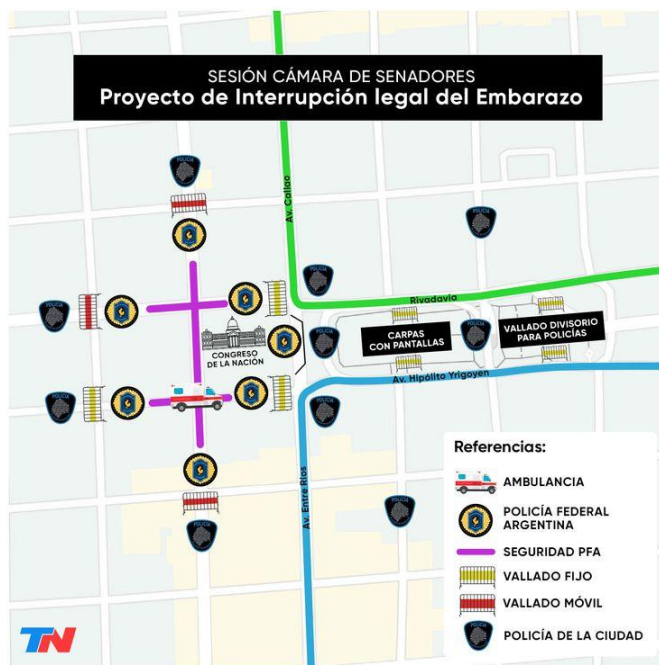 SESIÓN CÁMARA DE SENADORES
Proyecto de Interrupción legal del Embarazo
Av. Callao
Rivadavia
CARPAS
CON PANTALLAS
VALLADO DIVISORIO
PARA POLICÍAS
CONGRESO
DE LA NACIÓN
Av. Hipólito Yrigoyen
Av. Entre Ríos
Referencias:
AMBULANCIA
POLICÍA FEDERAL
ARGENTINA
SEGURIDAD PFA
VALLADO FIJO
VALLADO MÓVIL
POLICÍA DE LA CIUDAD
TN